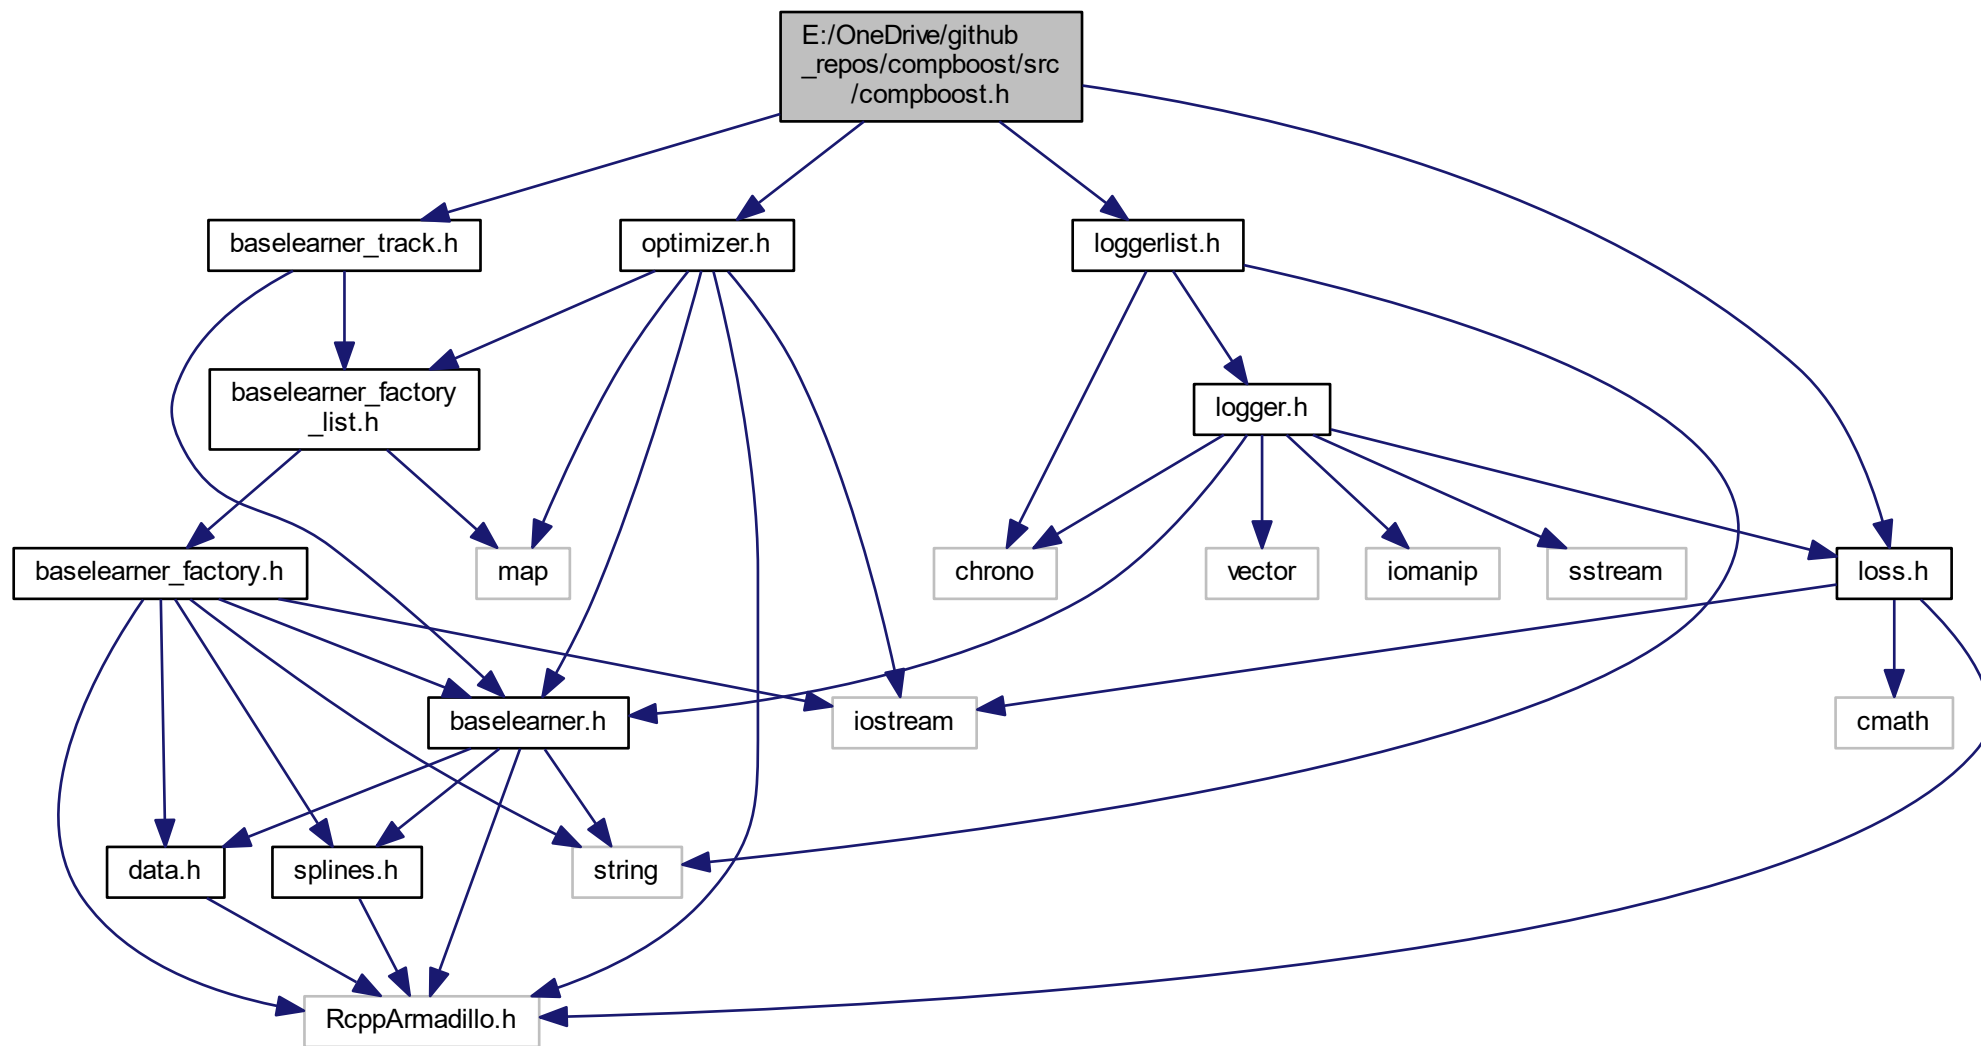 E:/OneDrive/github
_repos/compboost/src
/compboost.h
baselearner_track.h
optimizer.h
loggerlist.h
baselearner_factory
_list.h
logger.h
baselearner_factory.h
map
chrono
vector
iomanip
sstream
loss.h
baselearner.h
iostream
cmath
data.h
splines.h
string
RcppArmadillo.h